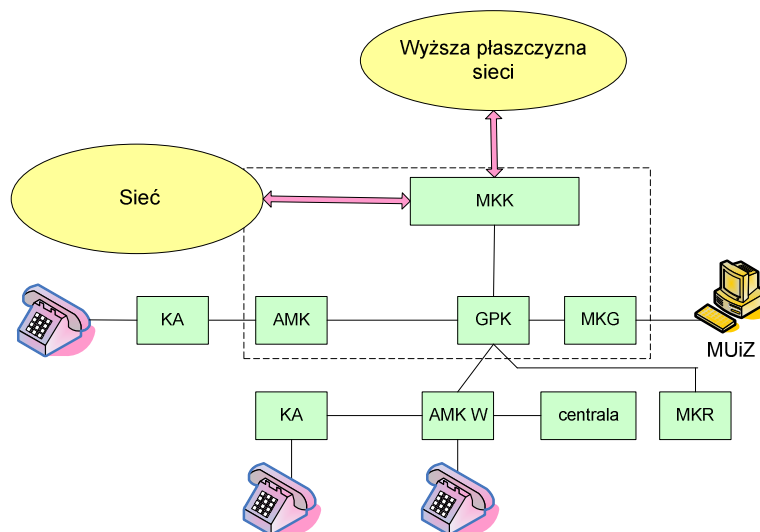 Wyższa płaszczyzna
sieci
Sieć
MKK
KA
AMK
GPK
MKG
MUiZ
KA
AMK W
centrala
MKR